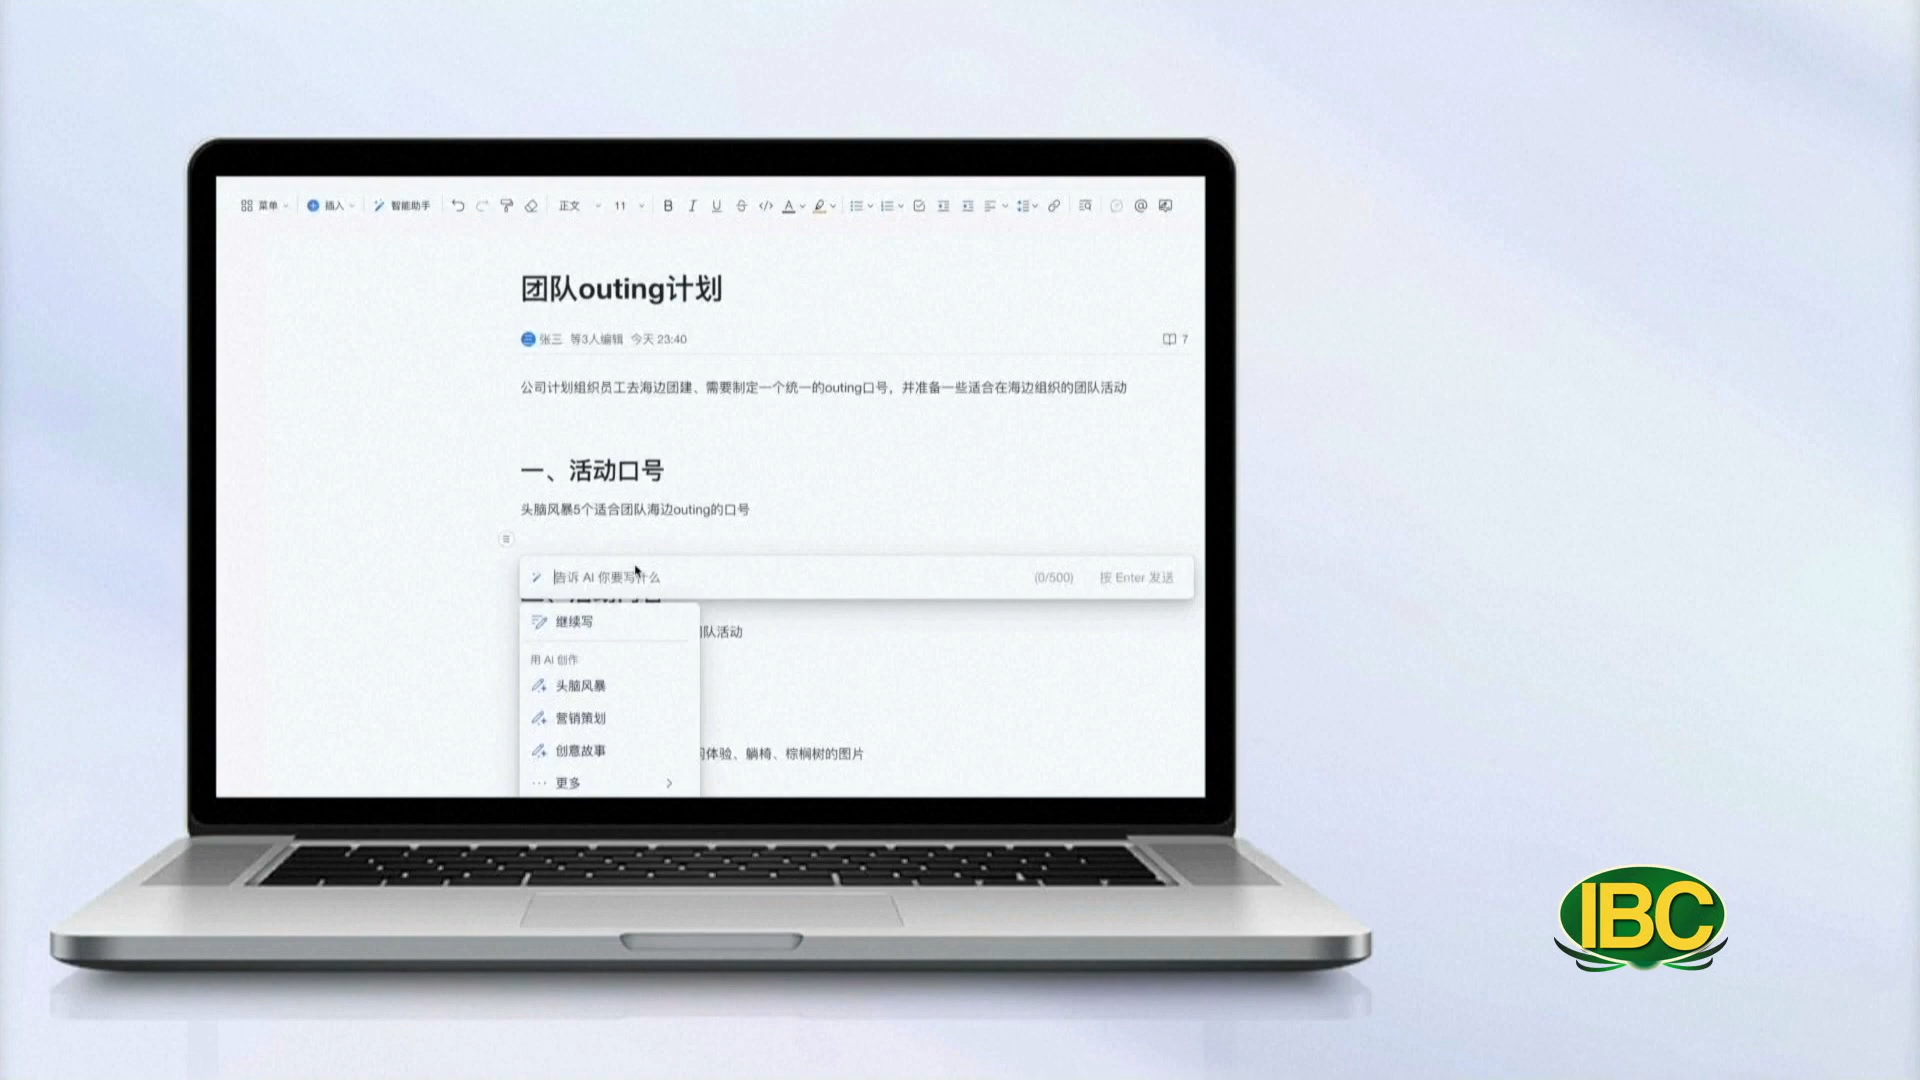 菜单 插入 智能助手 正文 11 B I U S </> A @
团队outing计划
三 张三 等3人编辑 今天 23:40 7
公司计划组织员工去海边团建、需要制定一个统一的outing口号，并准备一些适合在海边组织的团队活动
一、活动口号
头脑风暴5个适合团队海边outing的口号
告诉 AI 你要写什么 (0/500) 按 Enter 发送
继续写
队活动
用 AI 创作
头脑风暴
营销策划
创意故事
体验、躺椅、棕榈树的图片
更多
IBC